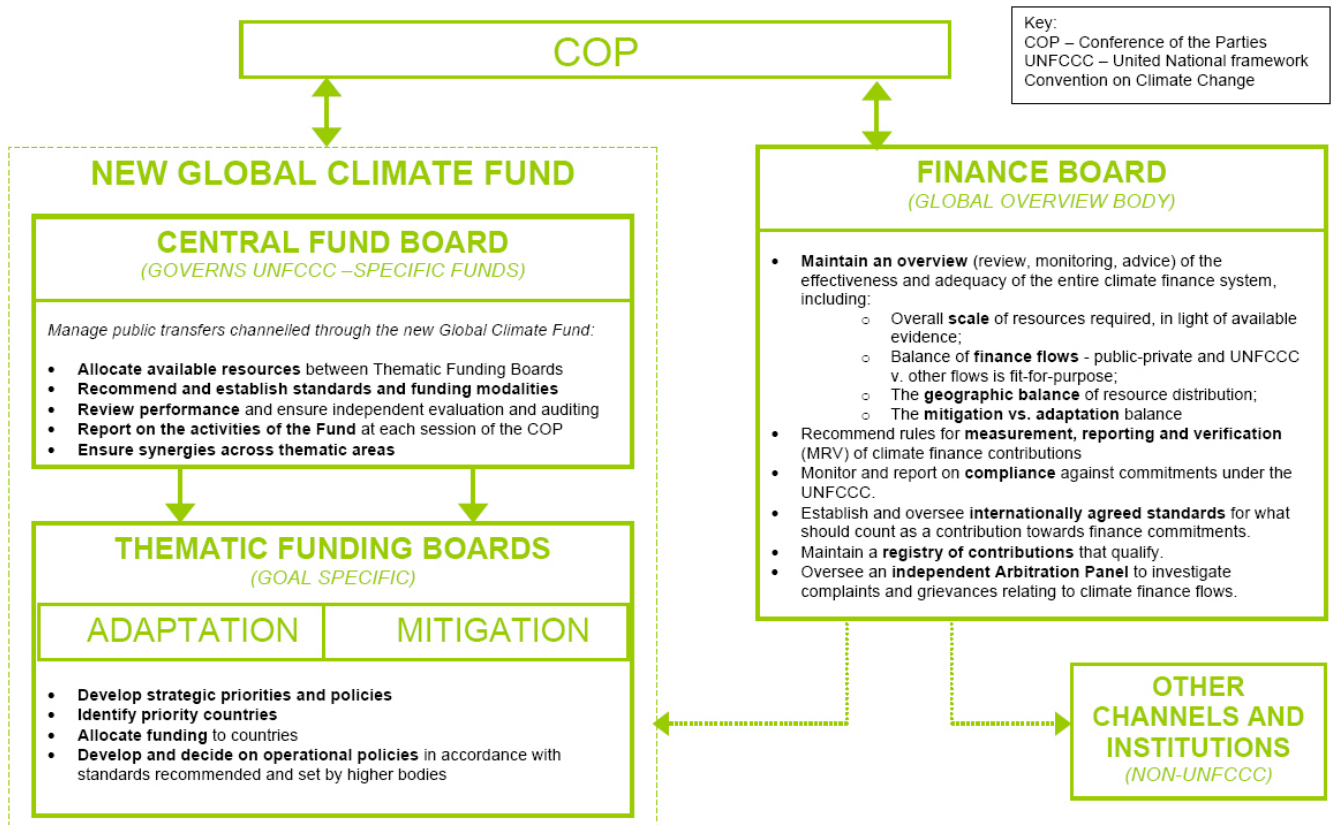 COP
Key:
COP – Conference of the Parties
UNFCCC – United National framework
Convention on Climate Change
NEW GLOBAL CLIMATE FUND
CENTRAL FUND BOARD
(GOVERNS UNFCCC –SPECIFIC FUNDS)
Manage public transfers channelled through the new Global Climate Fund:
• Allocate available resources between Thematic Funding Boards
• Recommend and establish standards and funding modalities
• Review performance and ensure independent evaluation and auditing
• Report on the activities of the Fund at each session of the COP
• Ensure synergies across thematic areas
THEMATIC FUNDING BOARDS
(GOAL SPECIFIC)
ADAPTATION
MITIGATION
• Develop strategic priorities and policies
• Identify priority countries
• Allocate funding to countries
• Develop and decide on operational policies in accordance with
standards recommended and set by higher bodies
FINANCE BOARD
(GLOBAL OVERVIEW BODY)
• Maintain an overview (review, monitoring, advice) of the
effectiveness and adequacy of the entire climate finance system,
including:
o Overall scale of resources required, in light of available
evidence;
o Balance of finance flows - public-private and UNFCCC
v. other flows is fit-for-purpose;
o The geographic balance of resource distribution;
o The mitigation vs. adaptation balance
• Recommend rules for measurement, reporting and verification
(MRV) of climate finance contributions
• Monitor and report on compliance against commitments under the
UNFCCC.
• Establish and oversee internationally agreed standards for what
should count as a contribution towards finance commitments.
• Maintain a registry of contributions that qualify.
• Oversee an independent Arbitration Panel to investigate
complaints and grievances relating to climate finance flows.
OTHER
CHANNELS AND
INSTITUTIONS
(NON-UNFCCC)